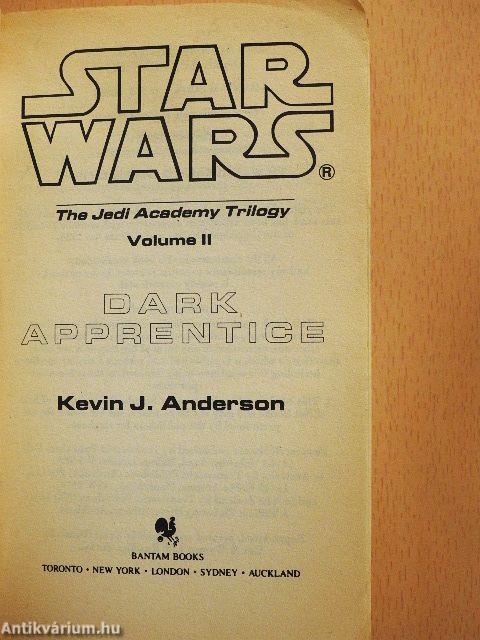 STAR
WARS®
The Jedi Academy Trilogy
Volume II
DARK
APPRENTICE
Kevin J. Anderson
BANTAM BOOKS
TORONTO • NEW YORK • LONDON • SYDNEY • AUCKLAND
Antikvárium.hu